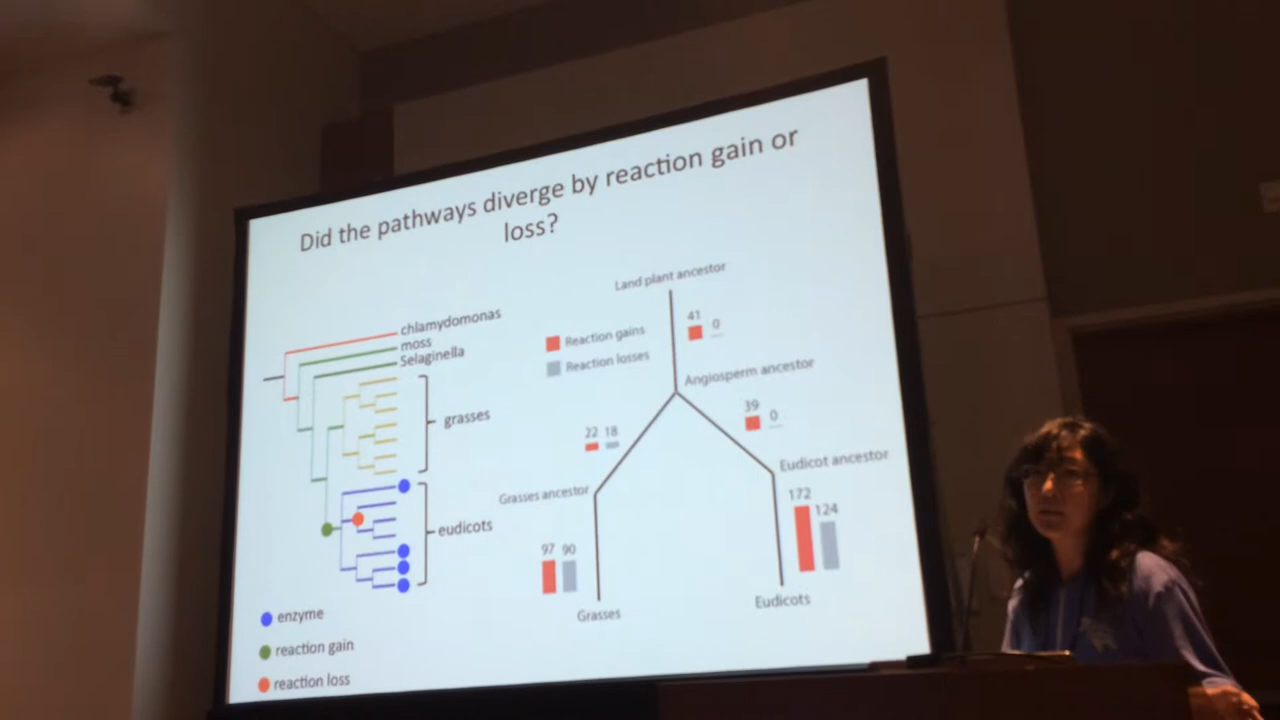 Did the pathways diverge by reaction gain or
loss?
chlamydomonas
moss
Selaginella
grasses
eudicots
enzyme
reaction gain
reaction loss
Reaction gains
Reaction losses
Land plant ancestor
41 0
Angiosperm ancestor
22 18
39 0
Grasses ancestor
Eudicot ancestor
97 90
172 124
Grasses
Eudicots